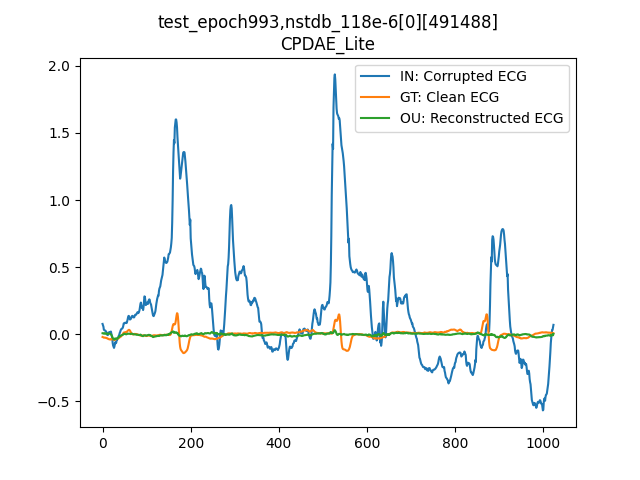 test_epoch993,nstdb_118e-6[0][491488]
CPDAE_Lite
IN: Corrupted ECG
GT: Clean ECG
OU: Reconstructed ECG
2.0
1.5
1.0
0.5
0.0
−0.5
0 200 400 600 800 1000